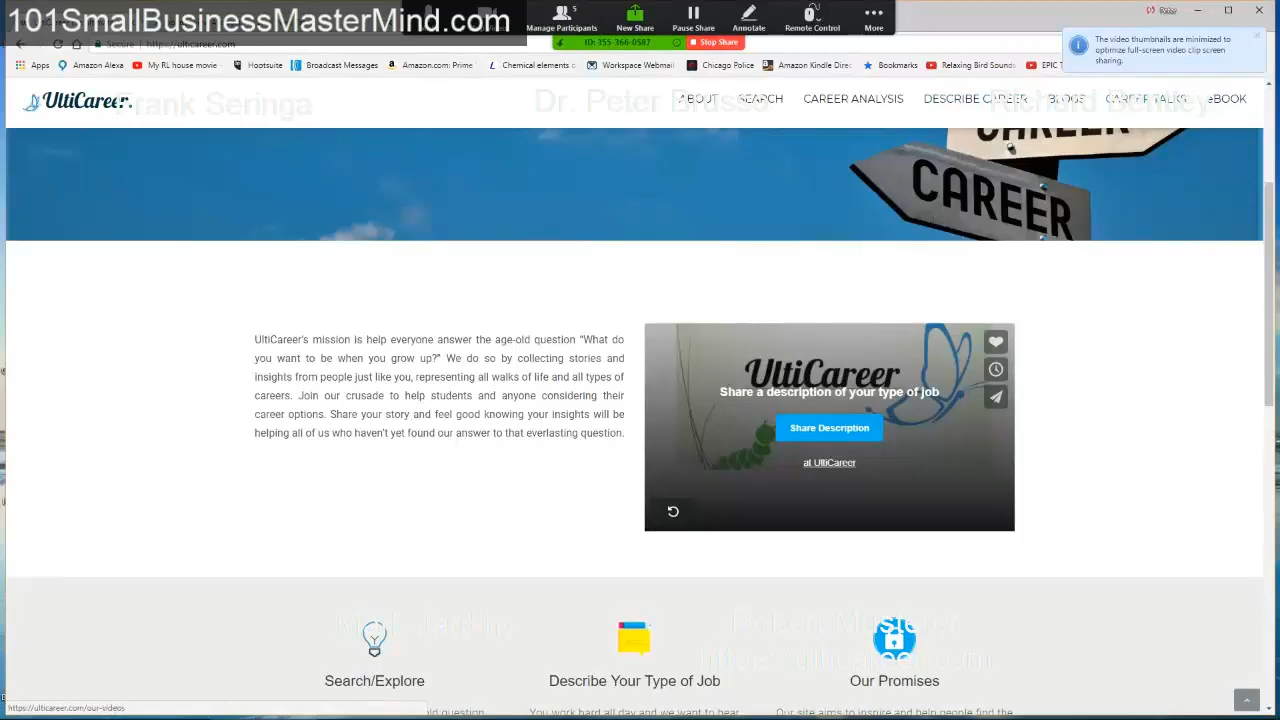 101SmallBusinessMasterMind.com
Manage Participants 5 New Share Pause Share Annotate Remote Control More
ID: 355-366-0587 Stop Share
Secure https://ulticareer.com
The video thumbnails are minimized to
optimize full-screen video clip screen
sharing.
Apps Amazon Alexa My RL house movie Hootsuite Broadcast Messages Amazon.com: Prime Chemical elements Workspace Webmail Chicago Police Amazon Kindle Direc Bookmarks Relaxing Bird Sounds EPIC T
UltiCareer. ABOUT SEARCH CAREER ANALYSIS DESCRIBE CAREER BLOGS CAREER TALKS EBOOK
Frank Seringa Dr. Peter Richard Bentley
CAREER
CAREER
UltiCareer's mission is help everyone answer the age-old question “What do
you want to be when you grow up?” We do so by collecting stories and
insights from people just like you, representing all walks of life and all types of
careers. Join our crusade to help students and anyone considering their
career options. Share your story and feel good knowing your insights will be
helping all of us who haven't yet found our answer to that everlasting question.
UltiCareer
Share a description of your type of job
Share Description
at UltiCareer
Search/Explore Describe Your Type of Job Our Promises
old question You work hard all day and we want to hear Our site aims to inspire and help people find the
https://ulticareer.com/our-videos